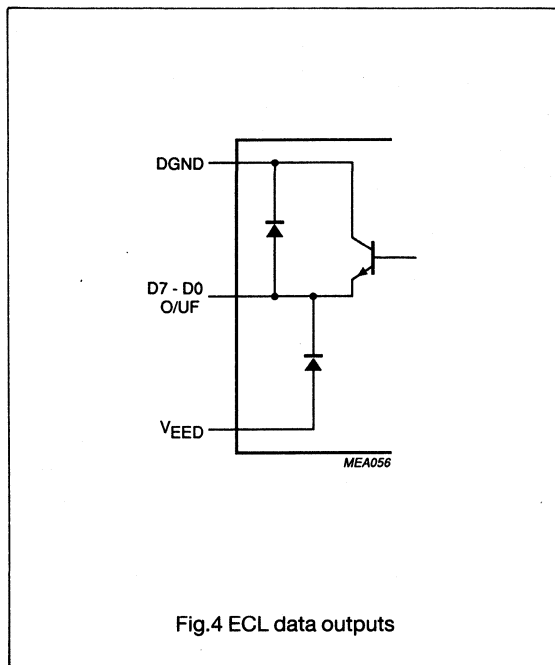 DGND
D7 - D0
O/UF
VEED
MEA056
Fig.4 ECL data outputs